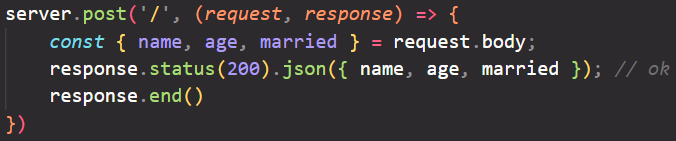 server.post('/', (request, response) => {
    const { name, age, married } = request.body;
    response.status(200).json({ name, age, married }); // ok
    response.end()
})